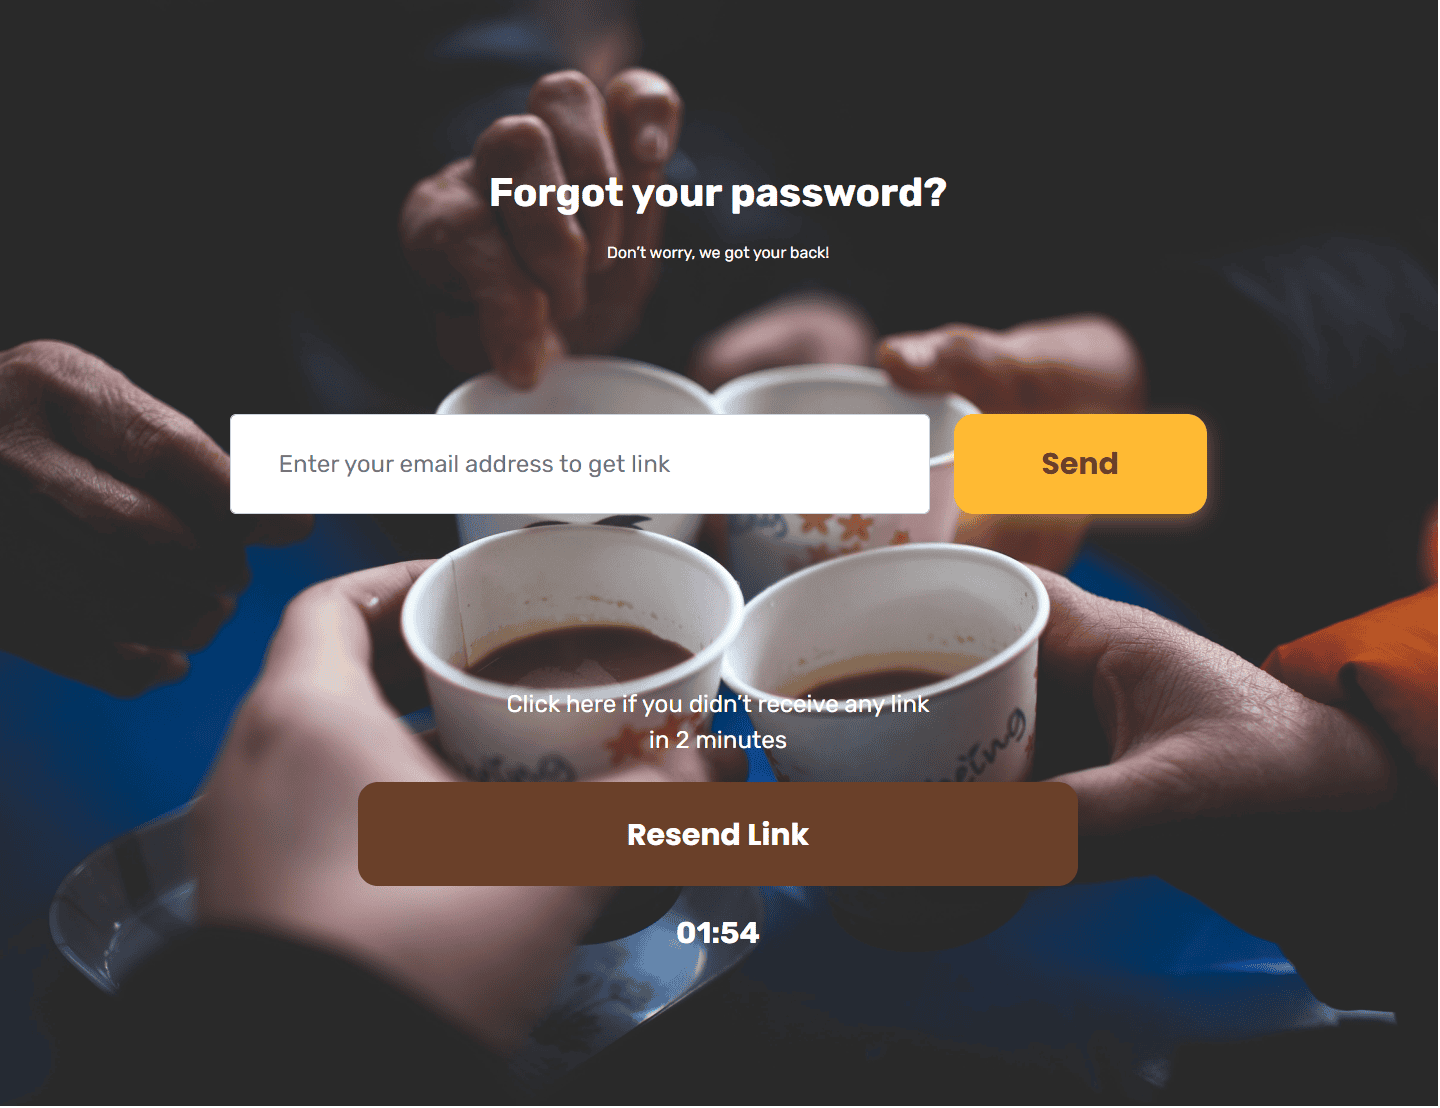 Forgot your password?
Don't worry, we got your back!
Enter your email address to get link
Send
Click here if you didn't receive any link
in 2 minutes
Resend Link
01:54